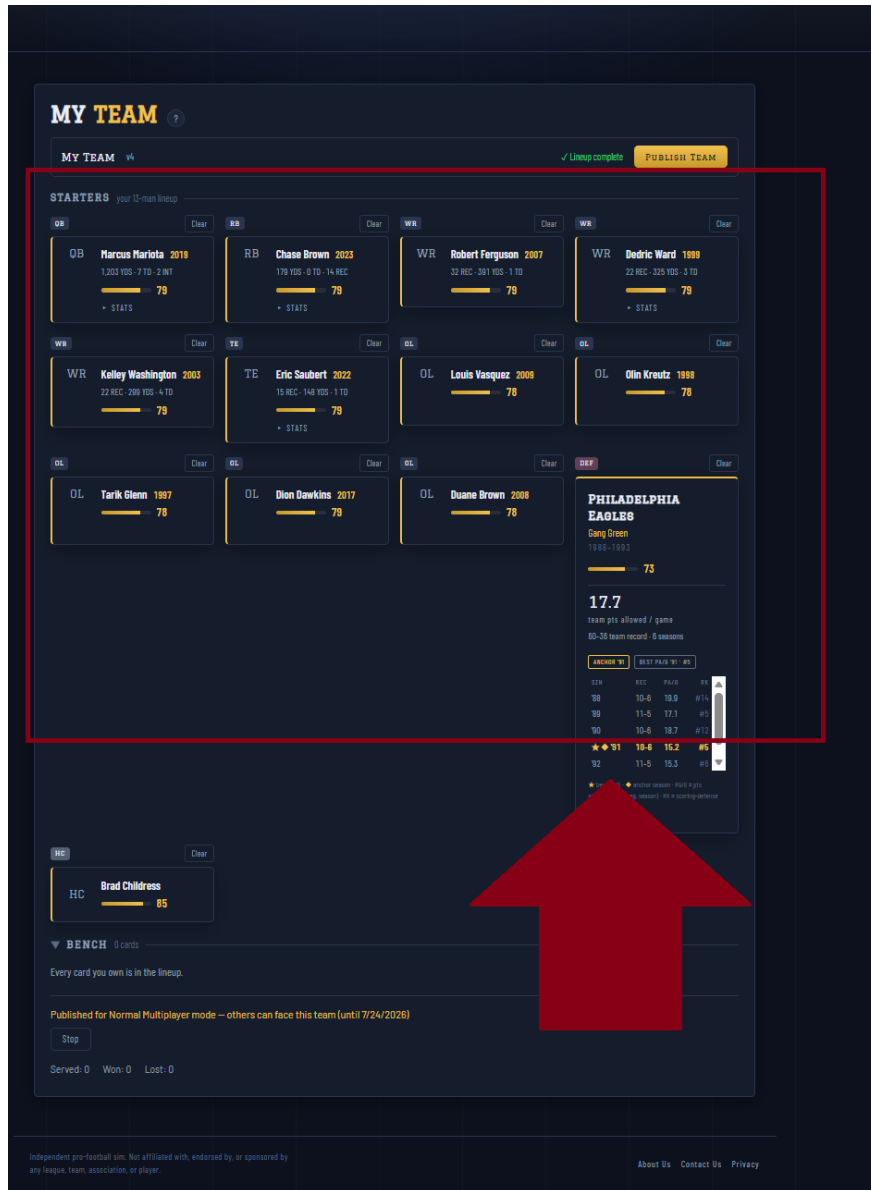 MY TEAM ?
MY TEAM v4 ✓ Lineup complete PUBLISH TEAM
STARTERS your 13-man lineup
QB Clear RB Clear WR Clear WR Clear
QB Marcus Mariota 2019
1,203 YDS · 7 TD · 2 INT
79
▸ STATS
RB Chase Brown 2023
179 YDS · 0 TD · 14 REC
79
▸ STATS
WR Robert Ferguson 2007
32 REC · 391 YDS · 1 TD
79
WR Dedric Ward 1999
22 REC · 325 YDS · 3 TD
79
▸ STATS
WR Clear TE Clear OL Clear OL Clear
WR Kelley Washington 2003
22 REC · 299 YDS · 4 TD
79
TE Eric Saubert 2022
15 REC · 148 YDS · 1 TD
79
▸ STATS
OL Louis Vasquez 2009
78
OL Olin Kreutz 1998
78
OL Clear OL Clear OL Clear DEF Clear
OL Tarik Glenn 1997
78
OL Dion Dawkins 2017
79
OL Duane Brown 2008
78
PHILADELPHIA
EAGLES
Gang Green
1988–1993
73
17.7
team pts allowed / game
60–36 team record · 6 seasons
ANCHOR '91 BEST PA/G '91 · #5
SZN REC PA/G RK
'88 10-6 19.9 #14
'89 11-5 17.1 #5
'90 10-6 18.7 #12
★ ◆ '91 10-6 15.2 #5
'92 11-5 15.3 #6
★ ◆ anchor season · PA/G = pts
season) · RK = scoring-defense
HC Clear
HC Brad Childress
85
▼ BENCH 0 cards
Every card you own is in the lineup.
Published for Normal Multiplayer mode — others can face this team (until 7/24/2026)
Stop
Served: 0 Won: 0 Lost: 0
Independent pro-football sim. Not affiliated with, endorsed by, or sponsored by
any league, team, association, or player.
About Us Contact Us Privacy